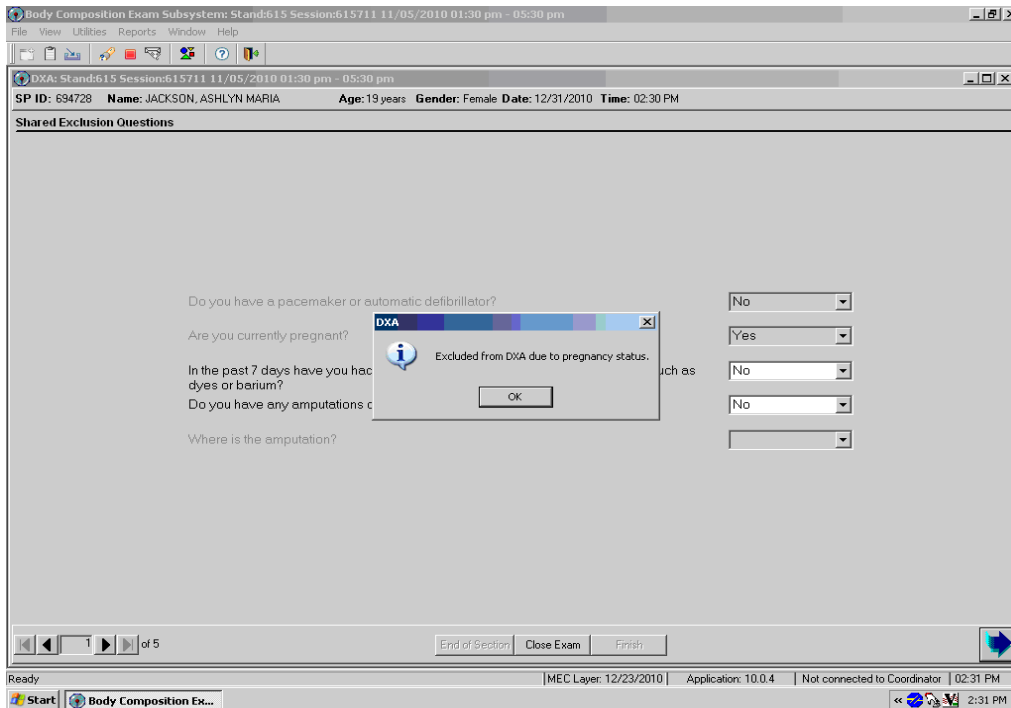 Body Composition Exam Subsystem: Stand:615 Session:615711 11/05/2010 01:30 pm - 05:30 pm
File View Utilities Reports Window Help
DXA: Stand:615 Session:615711 11/05/2010 01:30 pm - 05:30 pm
SP ID: 694728 Name: JACKSON, ASHLYN MARIA Age: 19 years Gender: Female Date: 12/31/2010 Time: 02:30 PM
Shared Exclusion Questions
Do you have a pacemaker or automatic defibrillator? No
Are you currently pregnant? Yes
DXA
Excluded from DXA due to pregnancy status.
OK
In the past 7 days have you had uch as No
dyes or barium?
Do you have any amputations o No
Where is the amputation?
1 of 5 End of Section Close Exam Finish
Ready MEC Layer: 12/23/2010 Application: 10.0.4 Not connected to Coordinator 02:31 PM
Start Body Composition Ex... « 2:31 PM